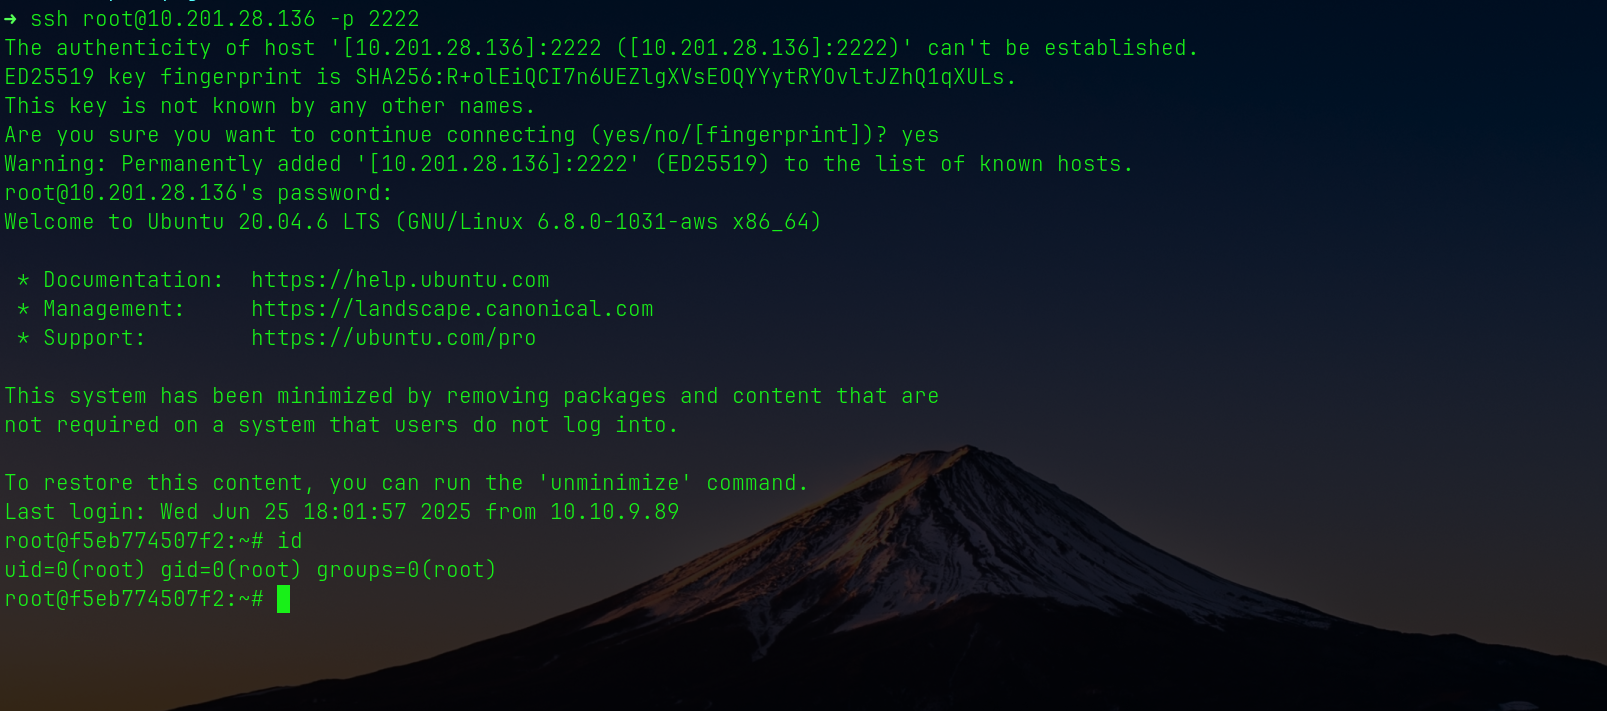 ➜ ssh root@10.201.28.136 -p 2222
The authenticity of host '[10.201.28.136]:2222 ([10.201.28.136]:2222)' can't be established.
ED25519 key fingerprint is SHA256:R+olEiQCI7n6UEZlgXVsEOQYYytRYOvltJZhQ1qXULs.
This key is not known by any other names.
Are you sure you want to continue connecting (yes/no/[fingerprint])? yes
Warning: Permanently added '[10.201.28.136]:2222' (ED25519) to the list of known hosts.
root@10.201.28.136's password:
Welcome to Ubuntu 20.04.6 LTS (GNU/Linux 6.8.0-1031-aws x86_64)
 * Documentation:  https://help.ubuntu.com
 * Management:     https://landscape.canonical.com
 * Support:        https://ubuntu.com/pro
This system has been minimized by removing packages and content that are
not required on a system that users do not log into.
To restore this content, you can run the 'unminimize' command.
Last login: Wed Jun 25 18:01:57 2025 from 10.10.9.89
root@f5eb774507f2:~# id
uid=0(root) gid=0(root) groups=0(root)
root@f5eb774507f2:~#